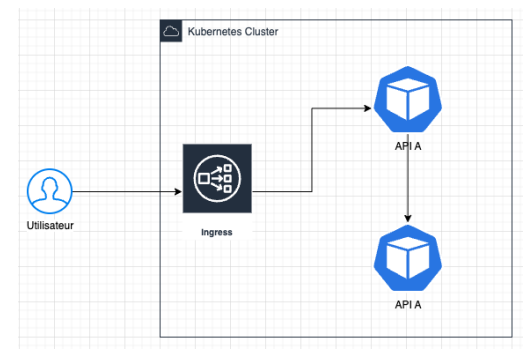 Kubernetes Cluster
API A
Utilisateur
Ingress
API A